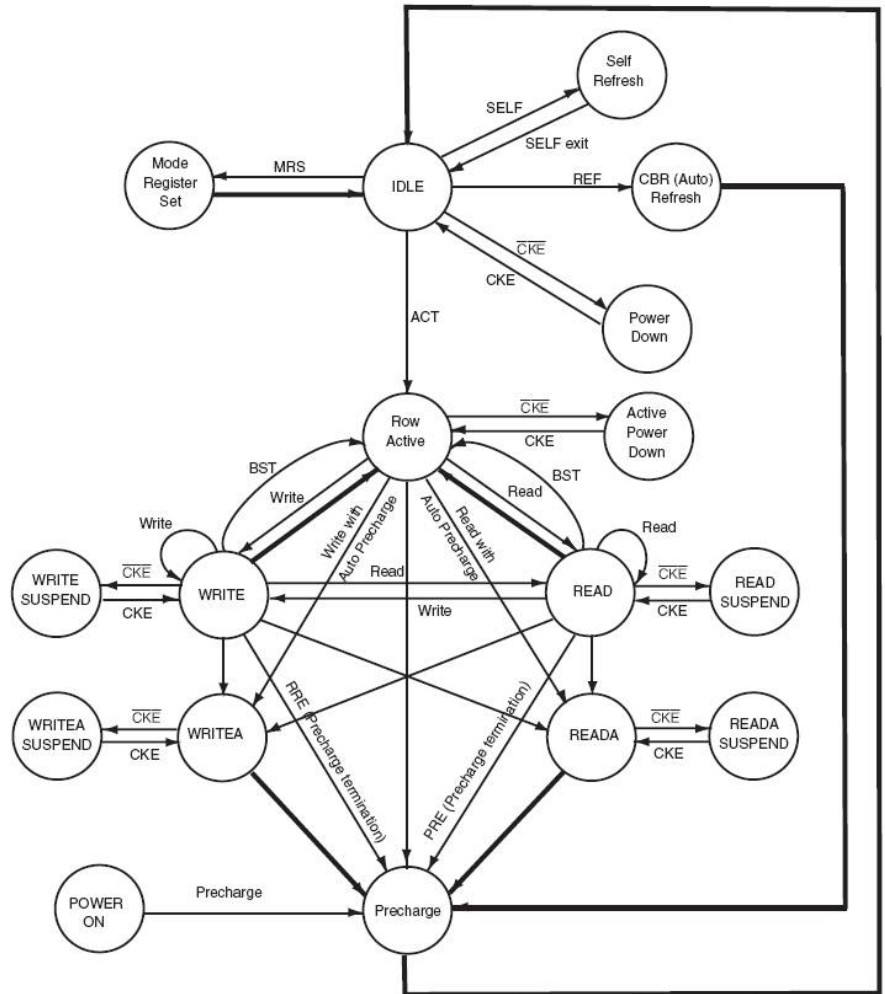 Self
Refresh
SELF
SELF exit
Mode
Register
Set
MRS
IDLE
REF
CBR (Auto)
Refresh
CKE
CKE
Power
Down
ACT
Row
Active
CKE
CKE
Active
Power
Down
BST
BST
Write
Read
Write
Write with
Auto Precharge
Read with
Auto Precharge
Read
WRITE
SUSPEND
CKE
CKE
WRITE
Read
Write
READ
CKE
CKE
READ
SUSPEND
WRITEA
SUSPEND
CKE
CKE
WRITEA
RRE (Precharge termination)
PRE (Precharge termination)
READA
CKE
CKE
READA
SUSPEND
POWER
ON
Precharge
Precharge